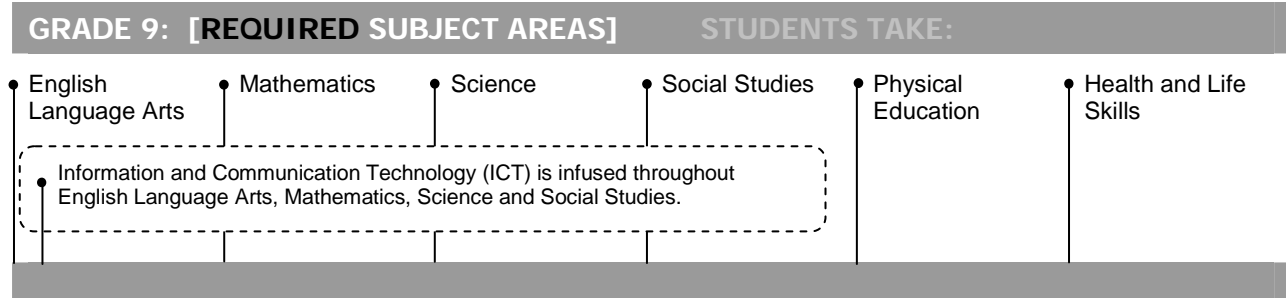 GRADE 9: [REQUIRED SUBJECT AREAS] STUDENTS TAKE:
English
Language Arts
Mathematics
Science
Social Studies
Physical
Education
Health and Life
Skills
Information and Communication Technology (ICT) is infused throughout
English Language Arts, Mathematics, Science and Social Studies.